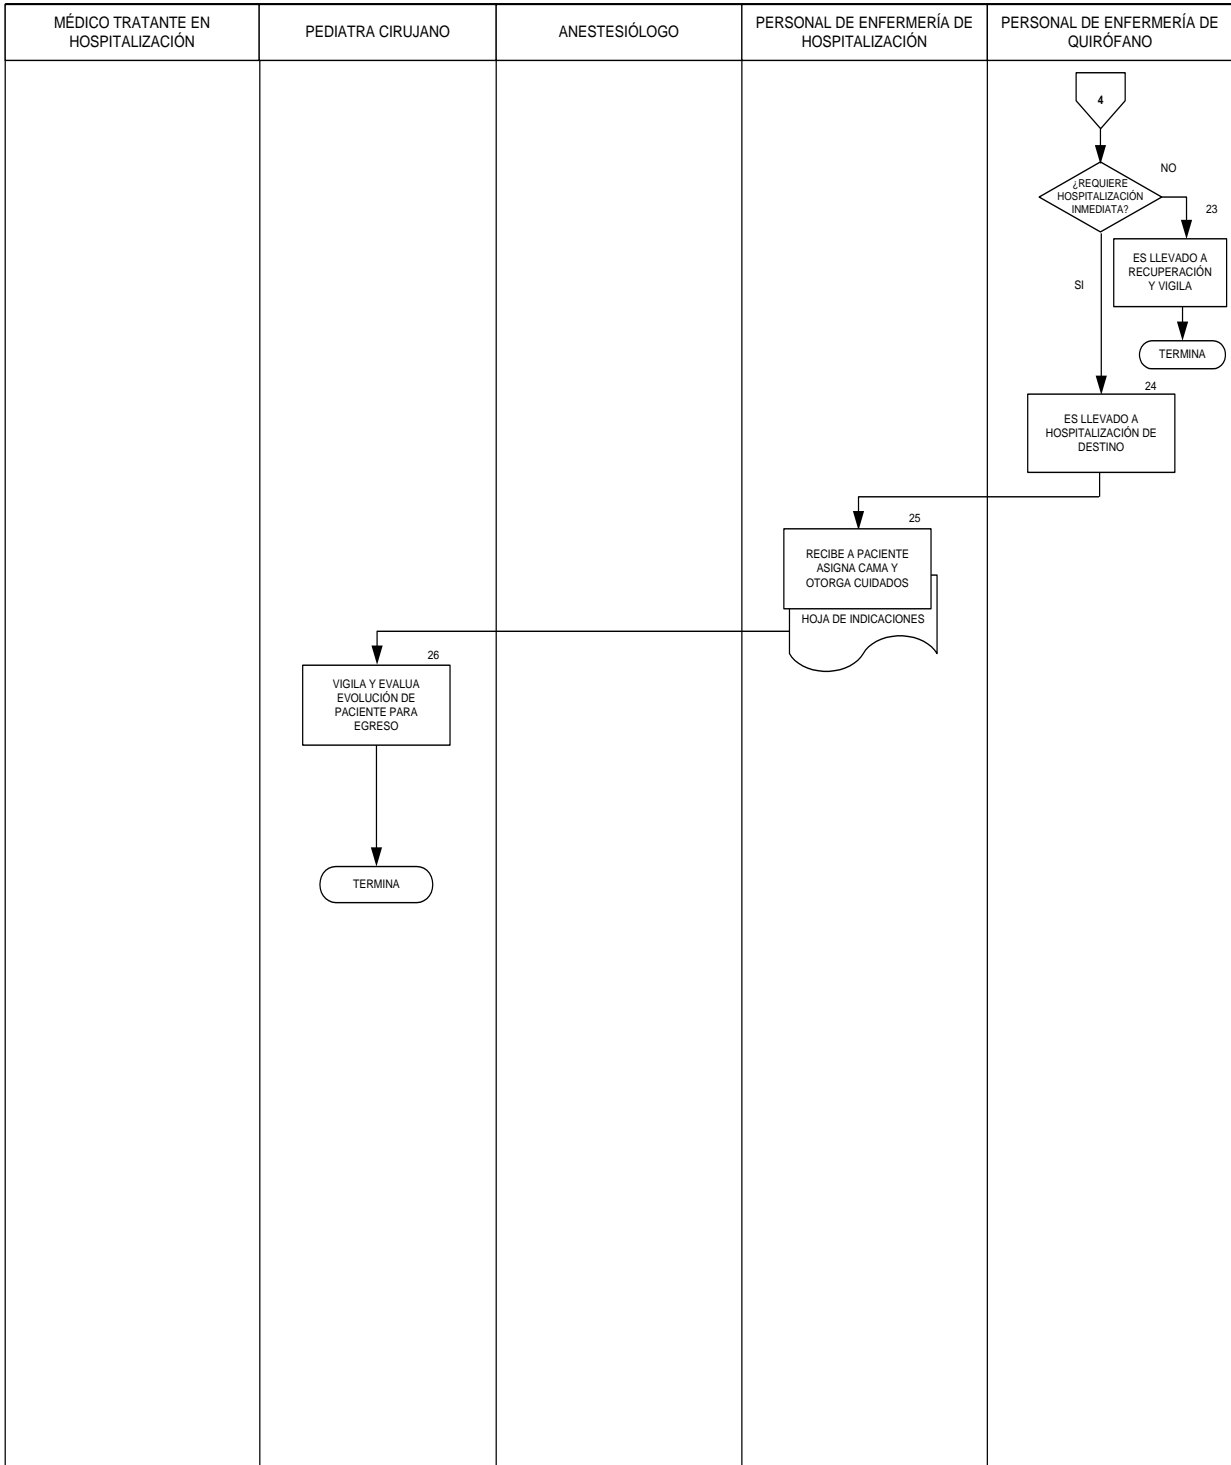 MÉDICO TRATANTE EN
HOSPITALIZACIÓN
PEDIATRA CIRUJANO
ANESTESIÓLOGO
PERSONAL DE ENFERMERÍA DE
HOSPITALIZACIÓN
PERSONAL DE ENFERMERÍA DE
QUIRÓFANO
4
¿REQUIERE
HOSPITALIZACIÓN
INMEDIATA?
NO
23
ES LLEVADO A
RECUPERACIÓN
Y VIGILA
SI
TERMINA
24
ES LLEVADO A
HOSPITALIZACIÓN DE
DESTINO
25
RECIBE A PACIENTE
ASIGNA CAMA Y
OTORGA CUIDADOS
HOJA DE INDICACIONES
26
VIGILA Y EVALUA
EVOLUCIÓN DE
PACIENTE PARA
EGRESO
TERMINA